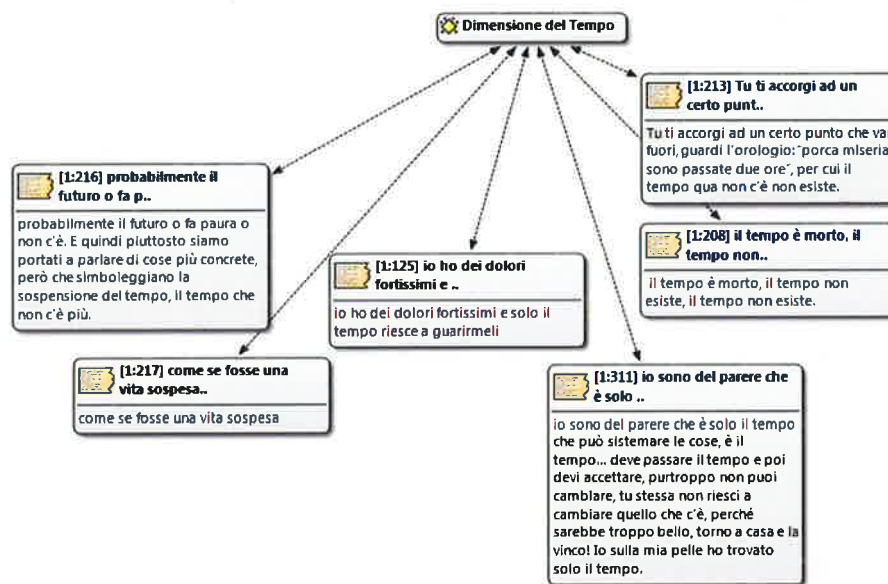 Dimensione del Tempo
[1:213] Tu ti accorgi ad un
certo punt..
Tu ti accorgi ad un certo punto che vai
fuori, guardi l'orologio: "porca miseria
sono passate due ore", per cui il
tempo qua non c'è non esiste.
[1:216] probabilmente il
futuro o fa p..
probabilmente il futuro o fa paura o
non c'è. E quindi piuttosto siamo
portati a parlare di cose più concrete,
però che simboleggiano la
sospensione del tempo, il tempo che
non c'è più.
[1:208] il tempo è morto, il
tempo non..
il tempo è morto, il tempo non
esiste, il tempo non esiste.
[1:125] io ho dei dolori
fortissimi e ..
io ho dei dolori fortissimi e solo il
tempo riesce a guarirmeli
[1:217] come se fosse una
vita sospesa..
come se fosse una vita sospesa
[1:311] io sono del parere che
è solo ..
io sono del parere che è solo il tempo
che può sistemare le cose, è il
tempo... deve passare il tempo e poi
devi accettare, purtroppo non puoi
cambiare, tu stessa non riesci a
cambiare quello che c'è, perché
sarebbe troppo bello, torno a casa e la
vinco! Io sulla mia pelle ho trovato
solo il tempo.